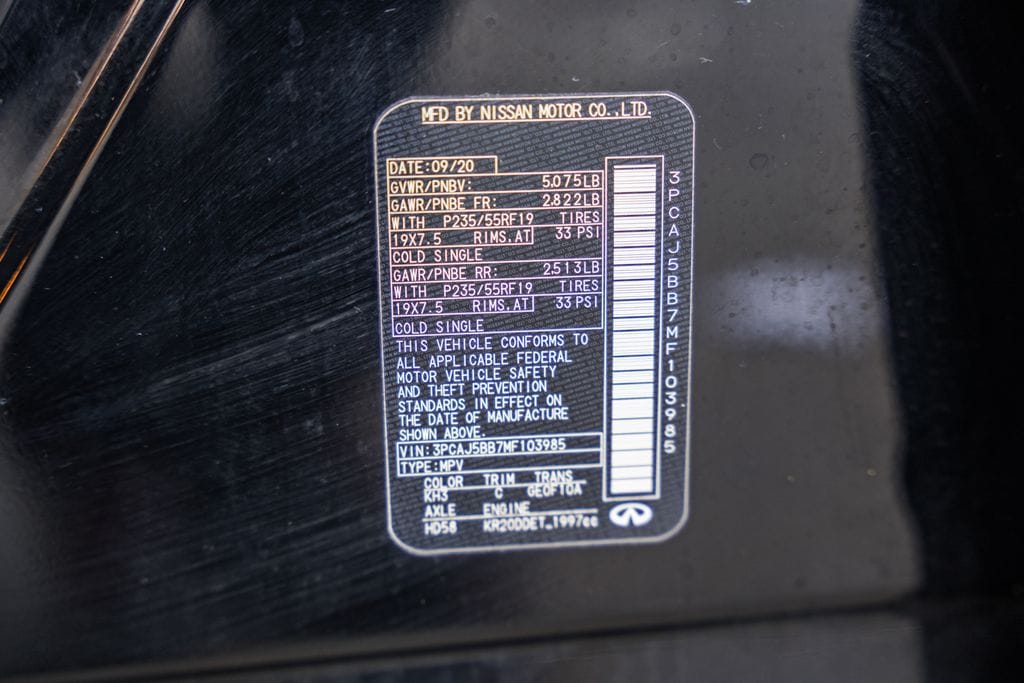 MFD BY NISSAN MOTOR CO.,LTD.
DATE:09/20
GVWR/PNBV: 5.075LB
GAWR/PNBE FR: 2.822LB
WITH P235/55RF19 TIRES
19X7.5 RIMS.AT 33 PSI
COLD SINGLE
GAWR/PNBE RR: 2.513LB
WITH P235/55RF19 TIRES
19X7.5 RIMS.AT 33 PSI
COLD SINGLE
THIS VEHICLE CONFORMS TO
ALL APPLICABLE FEDERAL
MOTOR VEHICLE SAFETY
AND THEFT PREVENTION
STANDARDS IN EFFECT ON
THE DATE OF MANUFACTURE
SHOWN ABOVE.
VIN:3PCAJ5BB7MF103985
TYPE:MPV
COLOR TRIM TRANS
KH3 C GE0F10A
AXLE ENGINE
HD58 KR20DDET_1997cc
3PCAJ5BB7MF103985